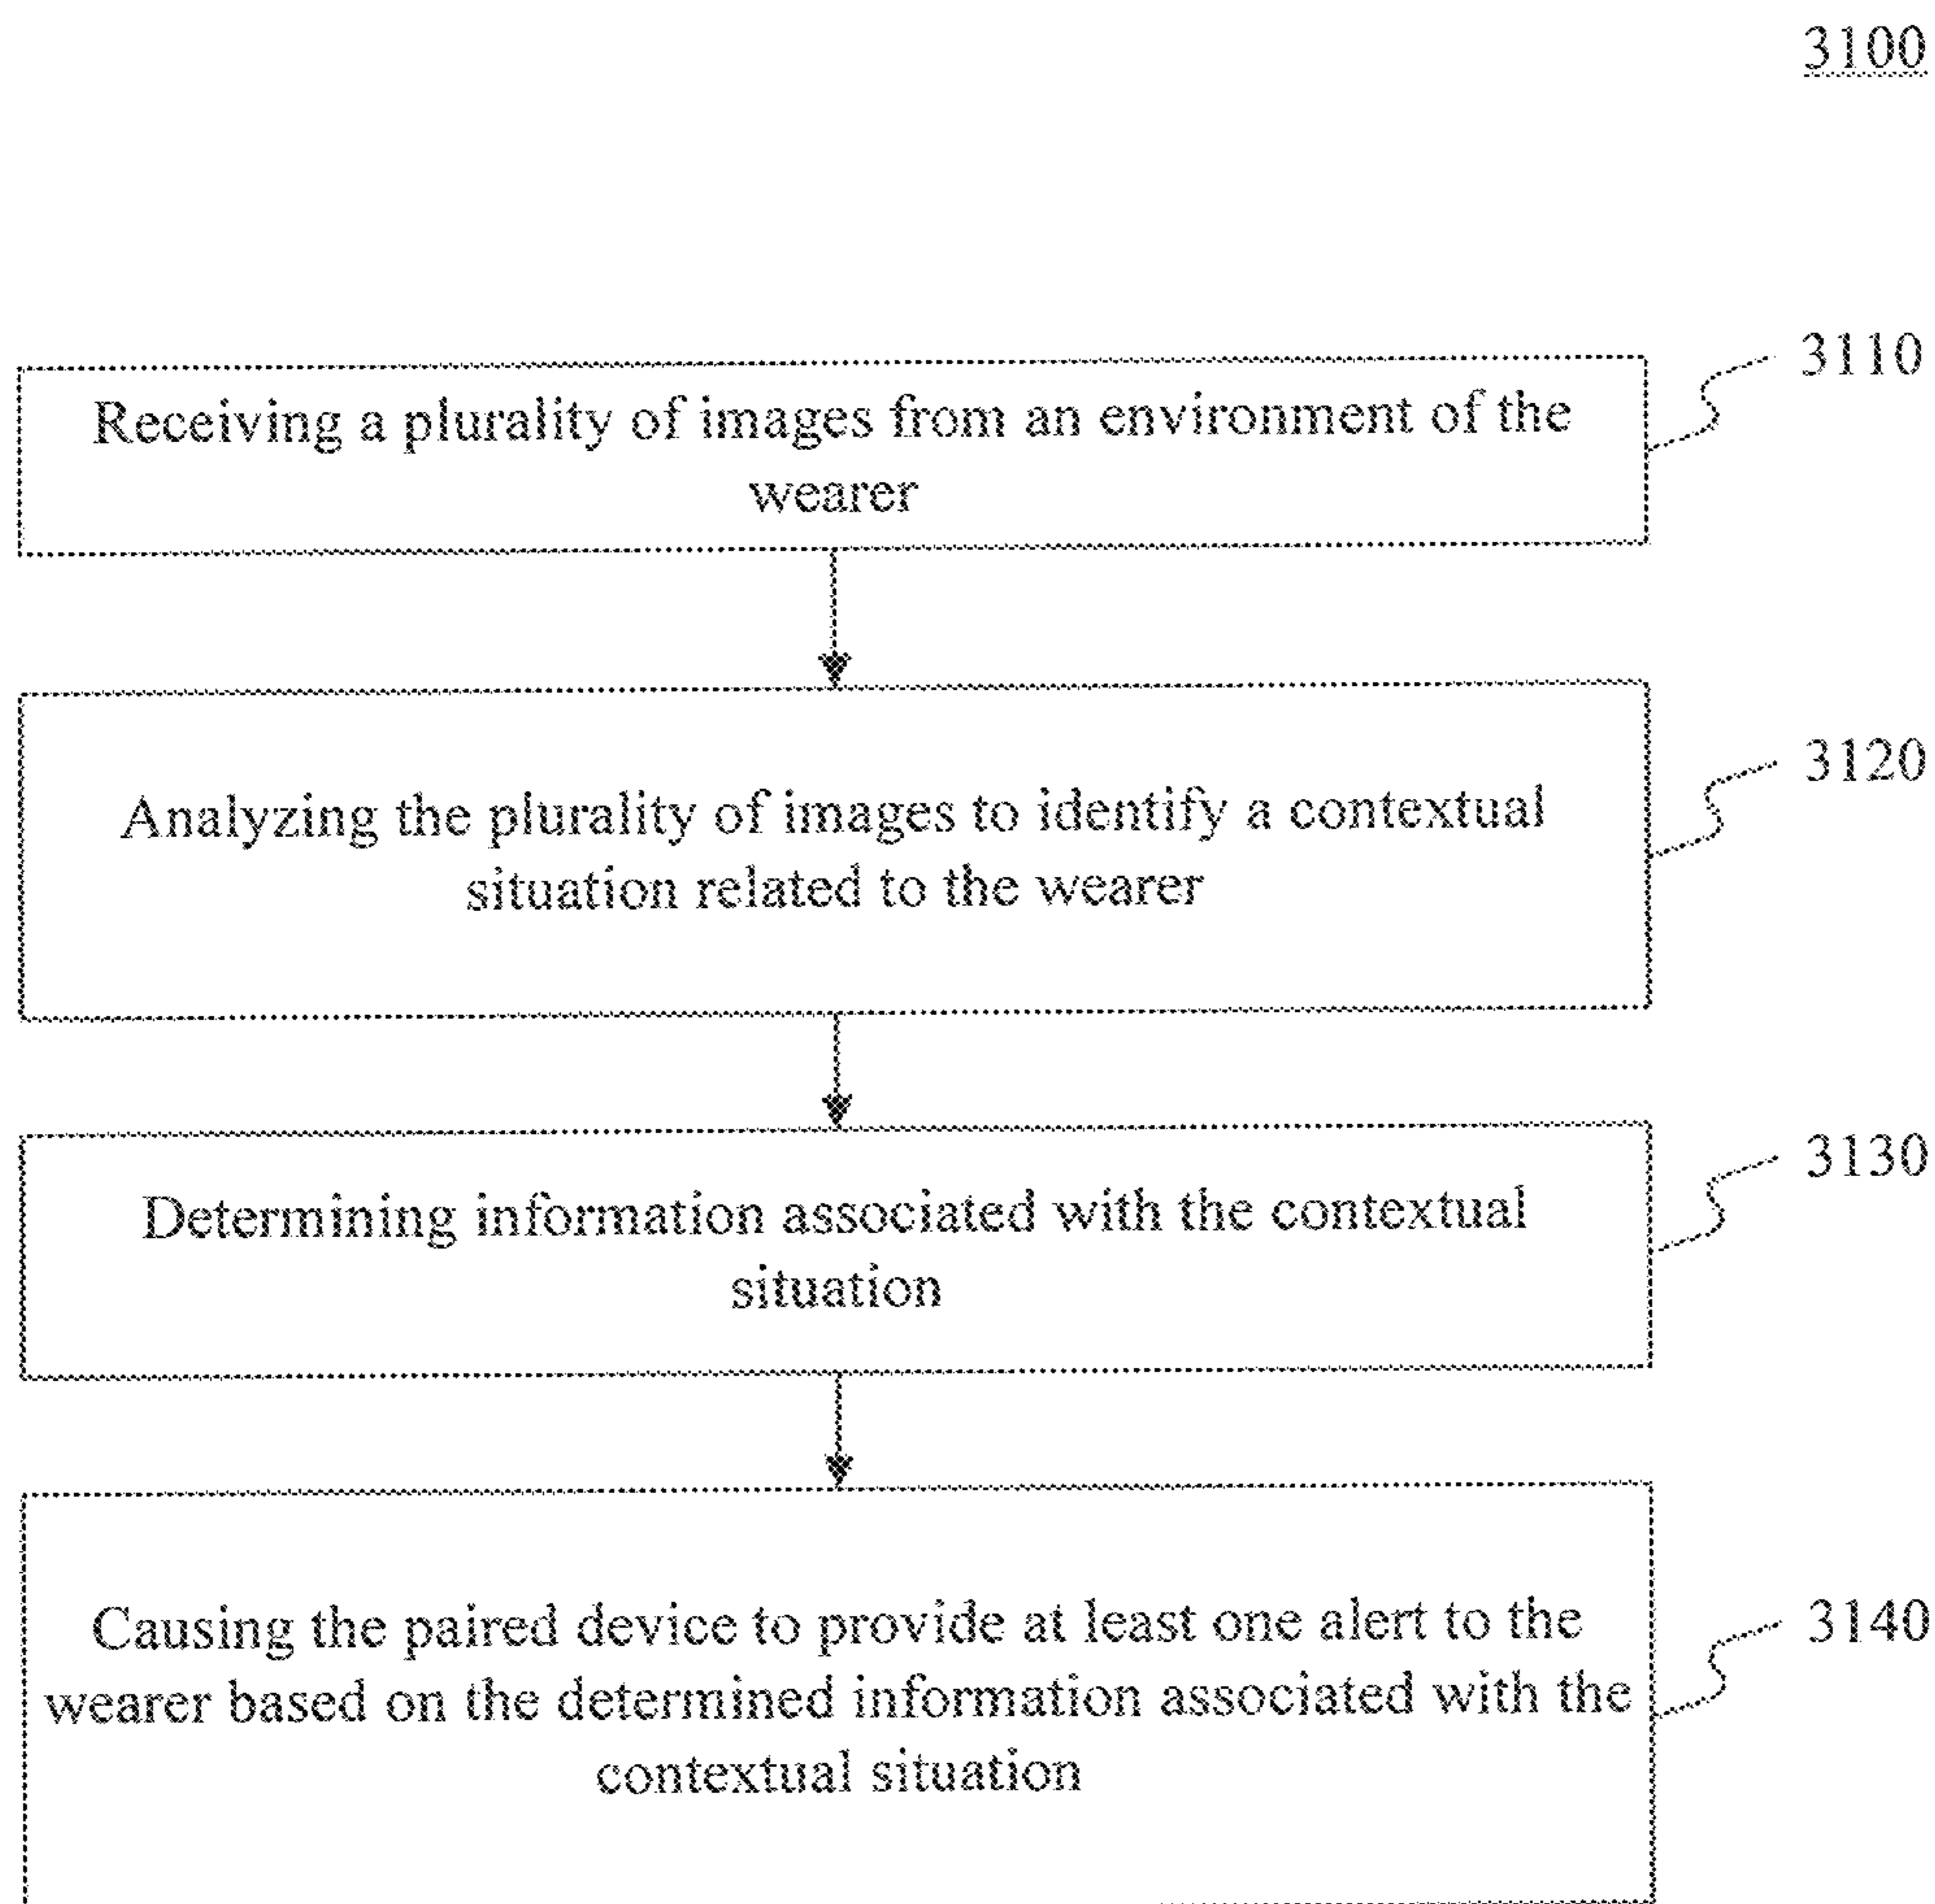 3100
3110
Receiving a plurality of images from an environment of the
wearer
3120
Analyzing the plurality of images to identify a contextual
situation related to the wearer
3130
Determining information associated with the contextual
situation
3140
Causing the paired device to provide at least one alert to the
wearer based on the determined information associated with the
contextual situation